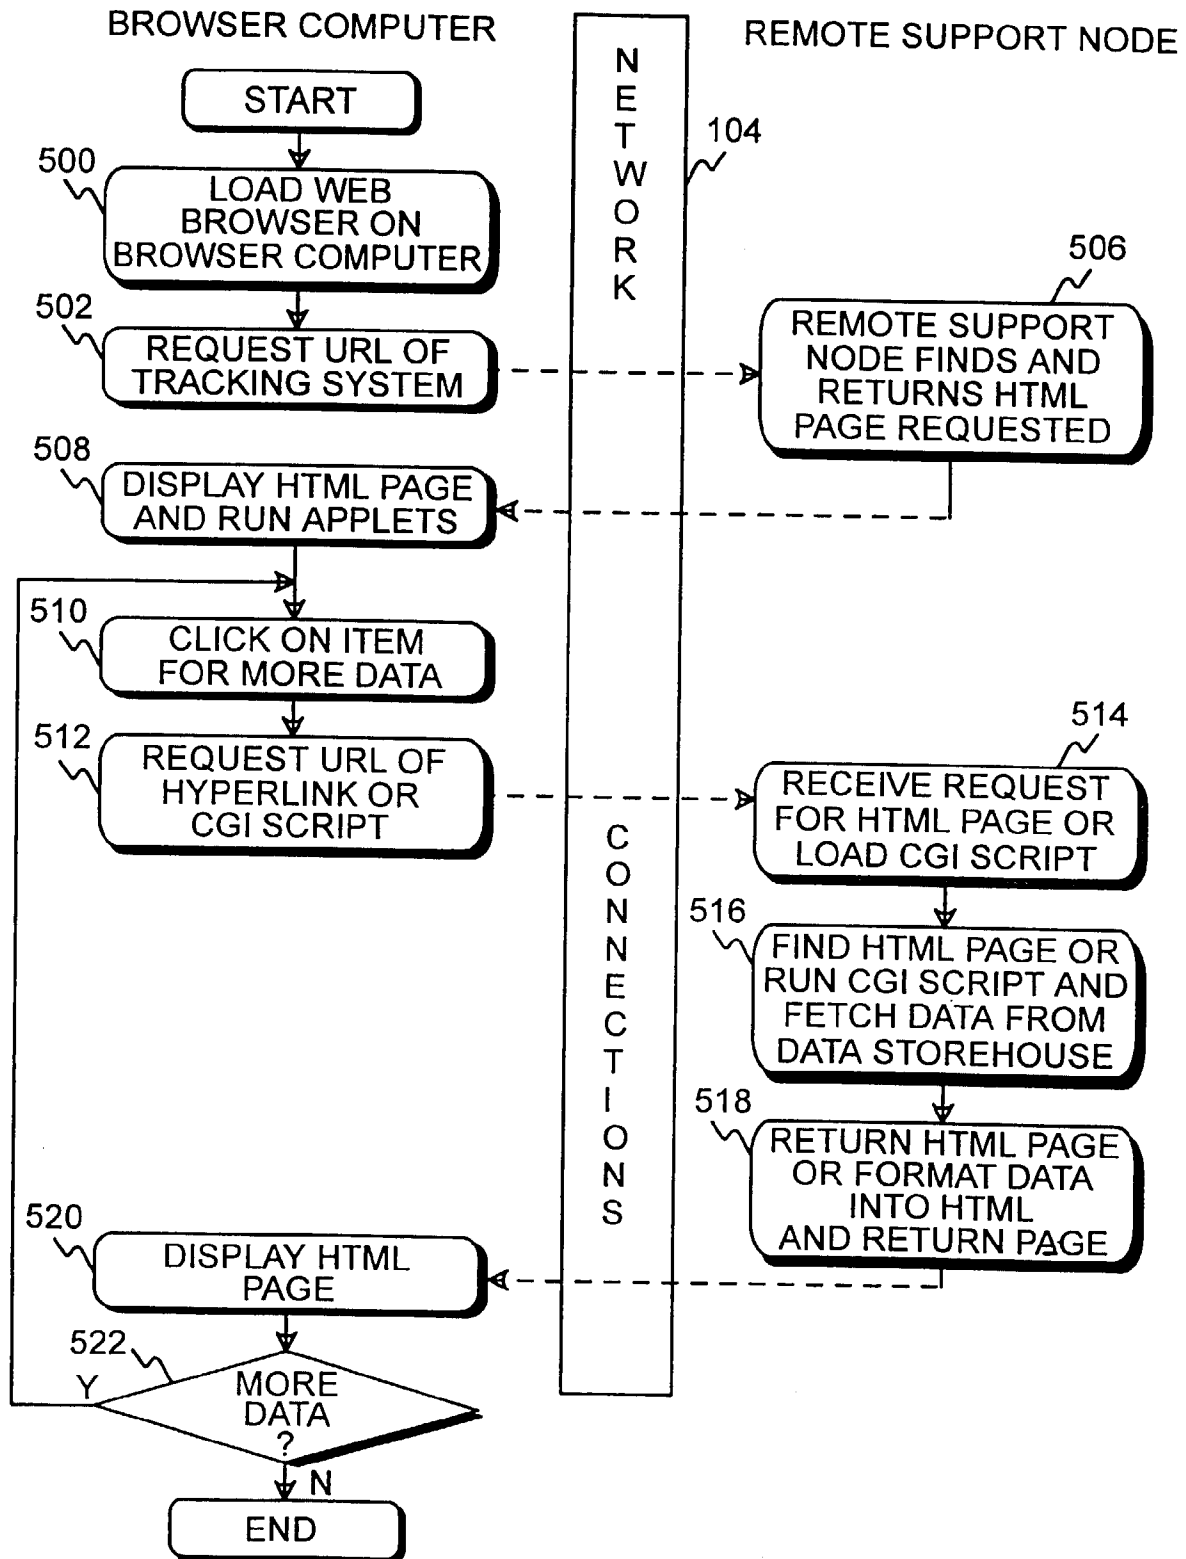 BROWSER COMPUTER
REMOTE SUPPORT NODE
START
NETWORK
104
500
LOAD WEB
BROWSER ON
BROWSER COMPUTER
502
REQUEST URL OF
TRACKING SYSTEM
506
REMOTE SUPPORT
NODE FINDS AND
RETURNS HTML
PAGE REQUESTED
508
DISPLAY HTML PAGE
AND RUN APPLETS
510
CLICK ON ITEM
FOR MORE DATA
512
REQUEST URL OF
HYPERLINK OR
CGI SCRIPT
CONNECTIONS
514
RECEIVE REQUEST
FOR HTML PAGE OR
LOAD CGI SCRIPT
516
FIND HTML PAGE OR
RUN CGI SCRIPT AND
FETCH DATA FROM
DATA STOREHOUSE
518
RETURN HTML PAGE
OR FORMAT DATA
INTO HTML
AND RETURN PAGE
520
DISPLAY HTML
PAGE
522
Y
MORE
DATA
?
N
END